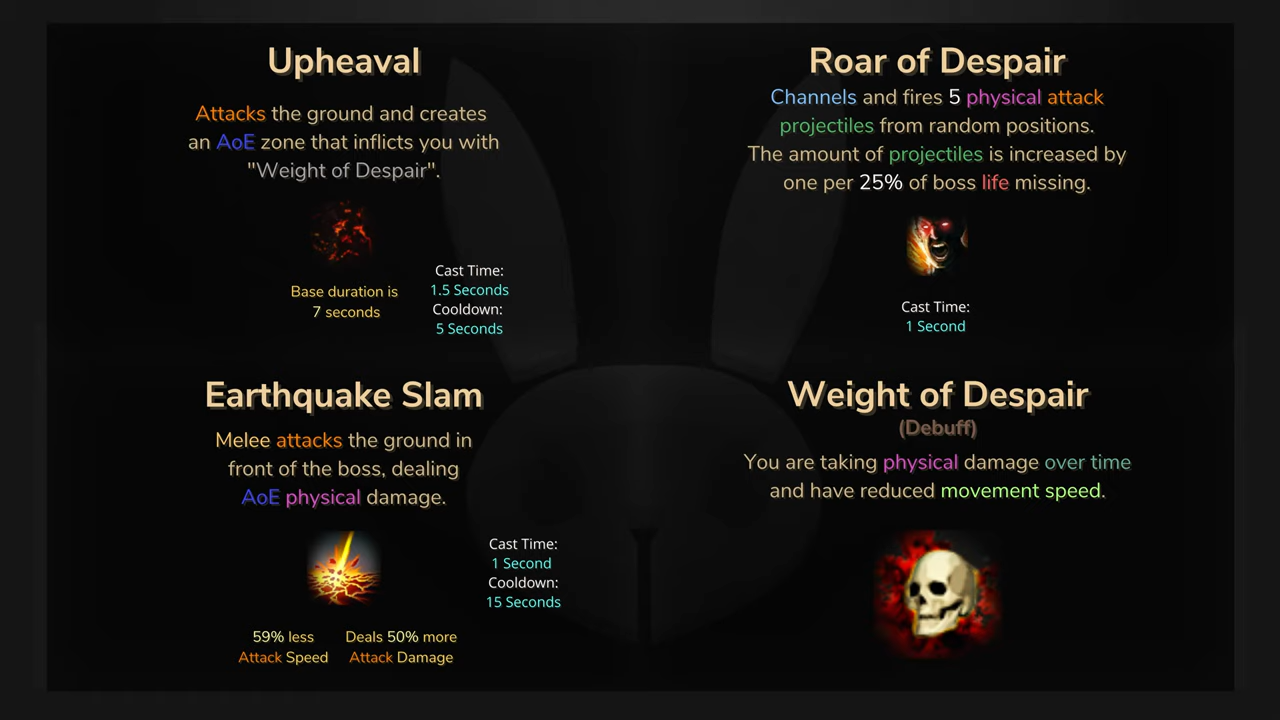 Upheaval
Attacks the ground and creates
an AoE zone that inflicts you with
"Weight of Despair".
Base duration is
7 seconds
Cast Time:
1.5 Seconds
Cooldown:
5 Seconds
Roar of Despair
Channels and fires 5 physical attack
projectiles from random positions.
The amount of projectiles is increased by
one per 25% of boss life missing.
Cast Time:
1 Second
Earthquake Slam
Melee attacks the ground in
front of the boss, dealing
AoE physical damage.
Cast Time:
1 Second
Cooldown:
15 Seconds
59% less
Attack Speed
Deals 50% more
Attack Damage
Weight of Despair
(Debuff)
You are taking physical damage over time
and have reduced movement speed.